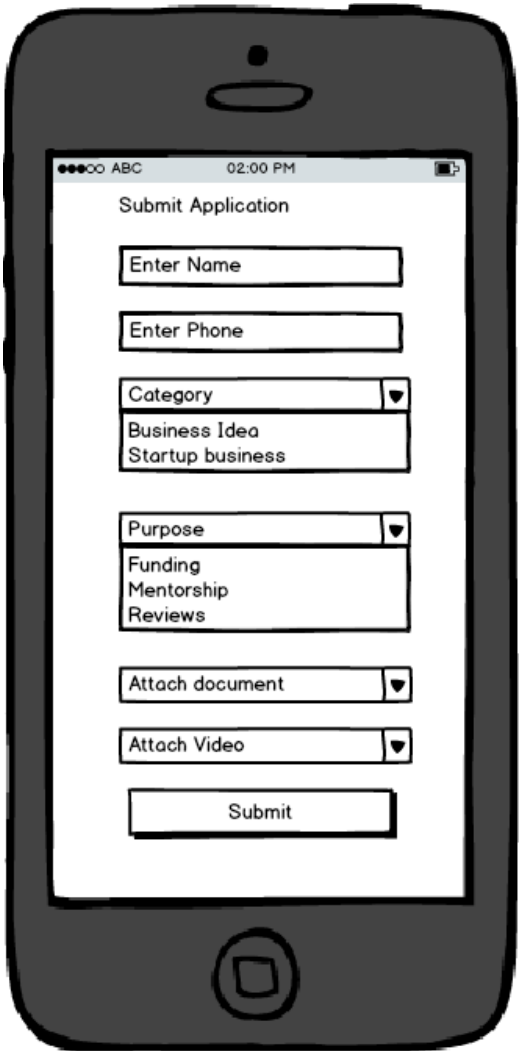 ABC 02:00 PM
Submit Application
Enter Name
Enter Phone
Category
Business Idea
Startup business
Purpose
Funding
Mentorship
Reviews
Attach document
Attach Video
Submit